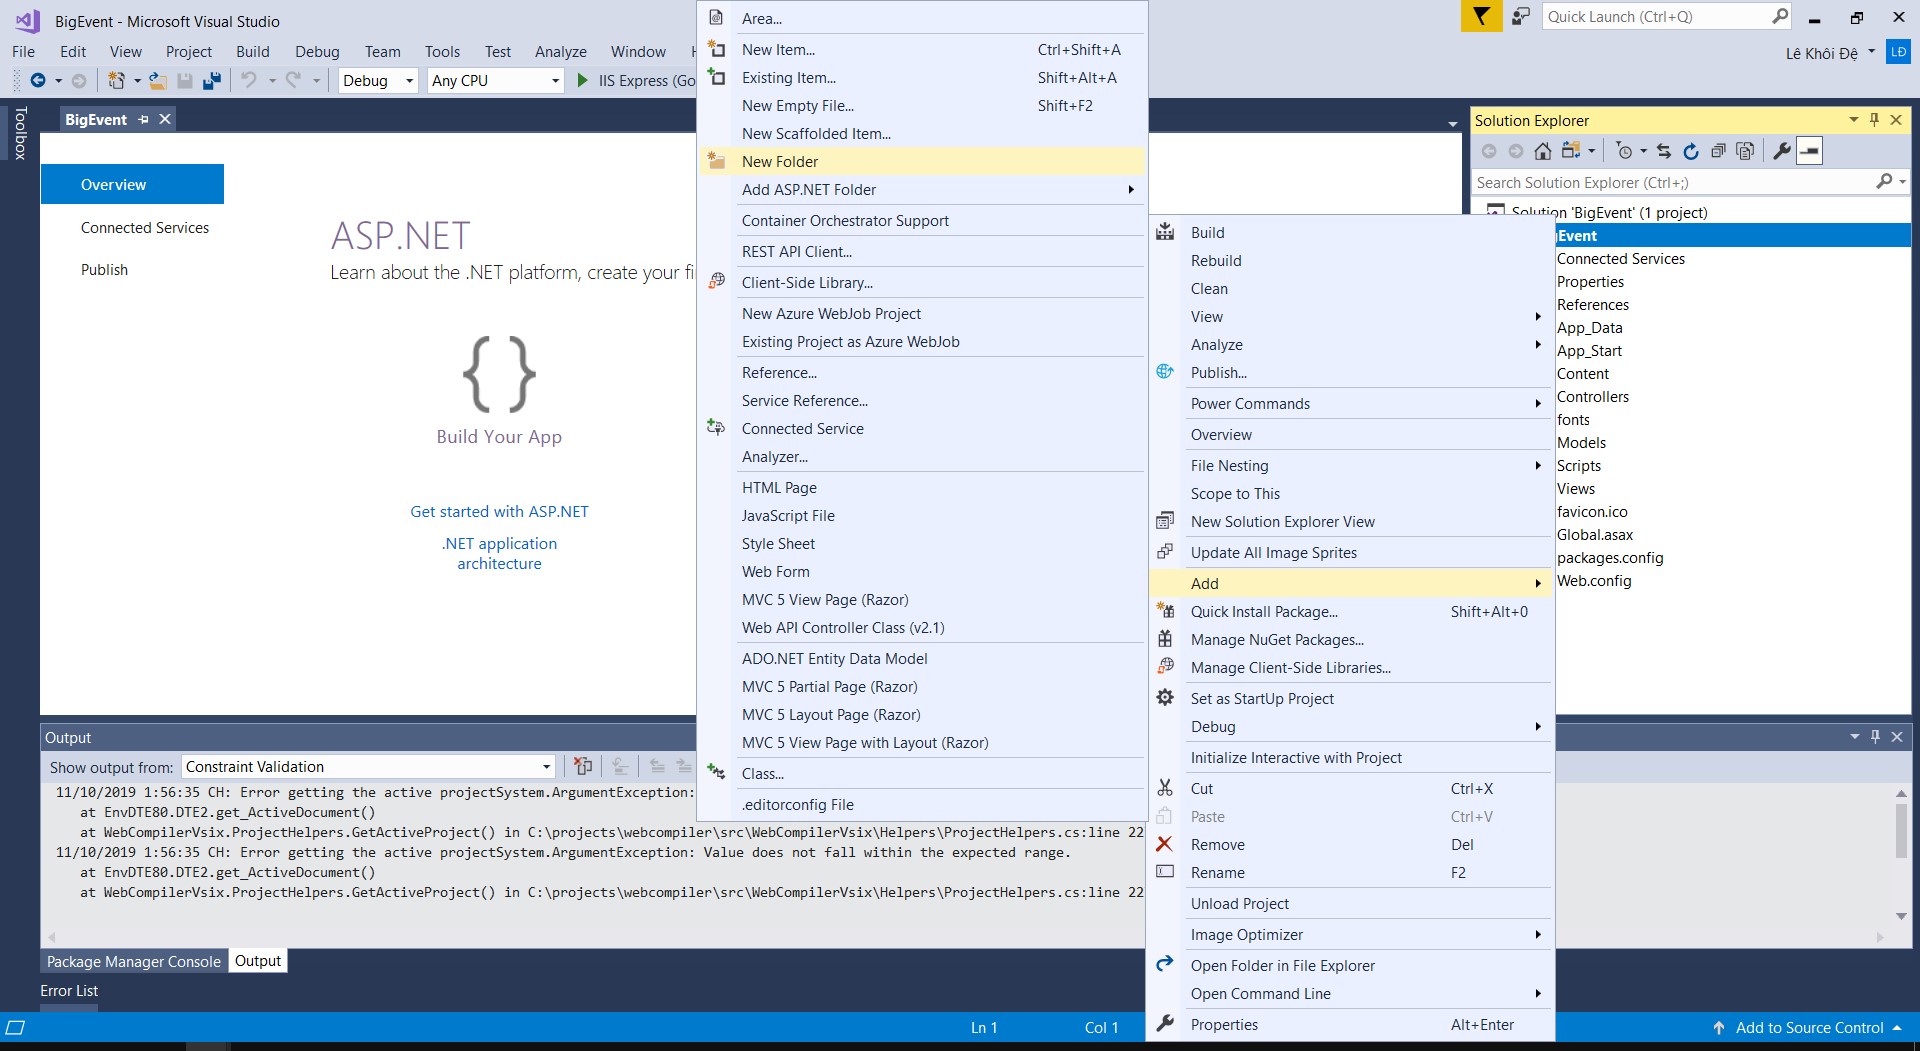 BigEvent - Microsoft Visual Studio
Quick Launch (Ctrl+Q)
File Edit View Project Build Debug Team Tools Test Analyze Window
Lê Khôi Đệ LĐ
Debug Any CPU IIS Express (Go
Toolbox
BigEvent
Overview
Connected Services
Publish
ASP.NET
Learn about the .NET platform, create your fi
{ }
Build Your App
Get started with ASP.NET
.NET application
architecture
Area...
New Item... Ctrl+Shift+A
Existing Item... Shift+Alt+A
New Empty File... Shift+F2
New Scaffolded Item...
New Folder
Add ASP.NET Folder
Container Orchestrator Support
REST API Client...
Client-Side Library...
New Azure WebJob Project
Existing Project as Azure WebJob
Reference...
Service Reference...
Connected Service
Analyzer...
HTML Page
JavaScript File
Style Sheet
Web Form
MVC 5 View Page (Razor)
Web API Controller Class (v2.1)
ADO.NET Entity Data Model
MVC 5 Partial Page (Razor)
MVC 5 Layout Page (Razor)
MVC 5 View Page with Layout (Razor)
Class...
.editorconfig File
Build
Rebuild
Clean
View
Analyze
Publish...
Power Commands
Overview
File Nesting
Scope to This
New Solution Explorer View
Update All Image Sprites
Add
Quick Install Package... Shift+Alt+0
Manage NuGet Packages...
Manage Client-Side Libraries...
Set as StartUp Project
Debug
Initialize Interactive with Project
Cut Ctrl+X
Paste Ctrl+V
Remove Del
Rename F2
Unload Project
Image Optimizer
Open Folder in File Explorer
Open Command Line
Properties Alt+Enter
Solution Explorer
Search Solution Explorer (Ctrl+;)
Solution 'BigEvent' (1 project)
Event
Connected Services
Properties
References
App_Data
App_Start
Content
Controllers
fonts
Models
Scripts
Views
favicon.ico
Global.asax
packages.config
Web.config
Output
Show output from: Constraint Validation
11/10/2019 1:56:35 CH: Error getting the active projectSystem.ArgumentException:
at EnvDTE80.DTE2.get_ActiveDocument()
at WebCompilerVsix.ProjectHelpers.GetActiveProject() in C:\projects\webcompiler\src\WebCompilerVsix\Helpers\ProjectHelpers.cs:line 22
11/10/2019 1:56:35 CH: Error getting the active projectSystem.ArgumentException: Value does not fall within the expected range.
at EnvDTE80.DTE2.get_ActiveDocument()
at WebCompilerVsix.ProjectHelpers.GetActiveProject() in C:\projects\webcompiler\src\WebCompilerVsix\Helpers\ProjectHelpers.cs:line 22
Package Manager Console Output
Error List
Ln 1 Col 1 Add to Source Control